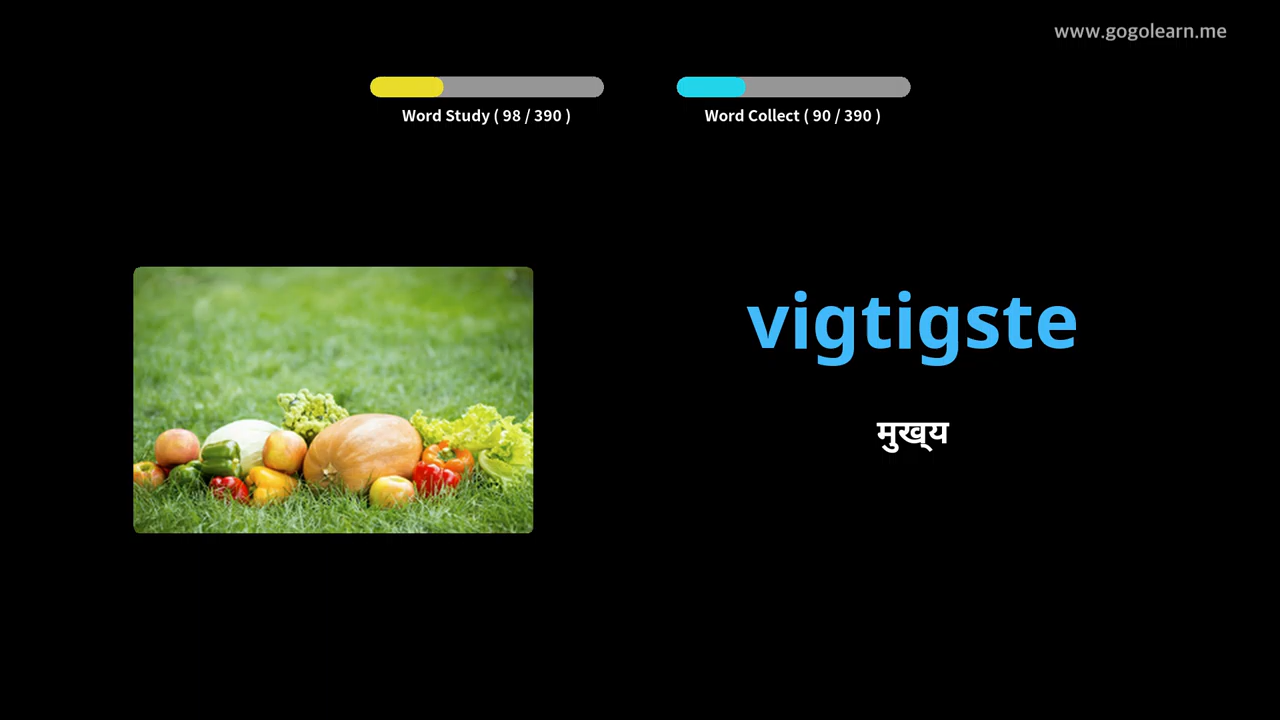 www.gogolearn.me
Word Study ( 98 / 390 )
Word Collect ( 90 / 390 )
vigtigste
मुख्य